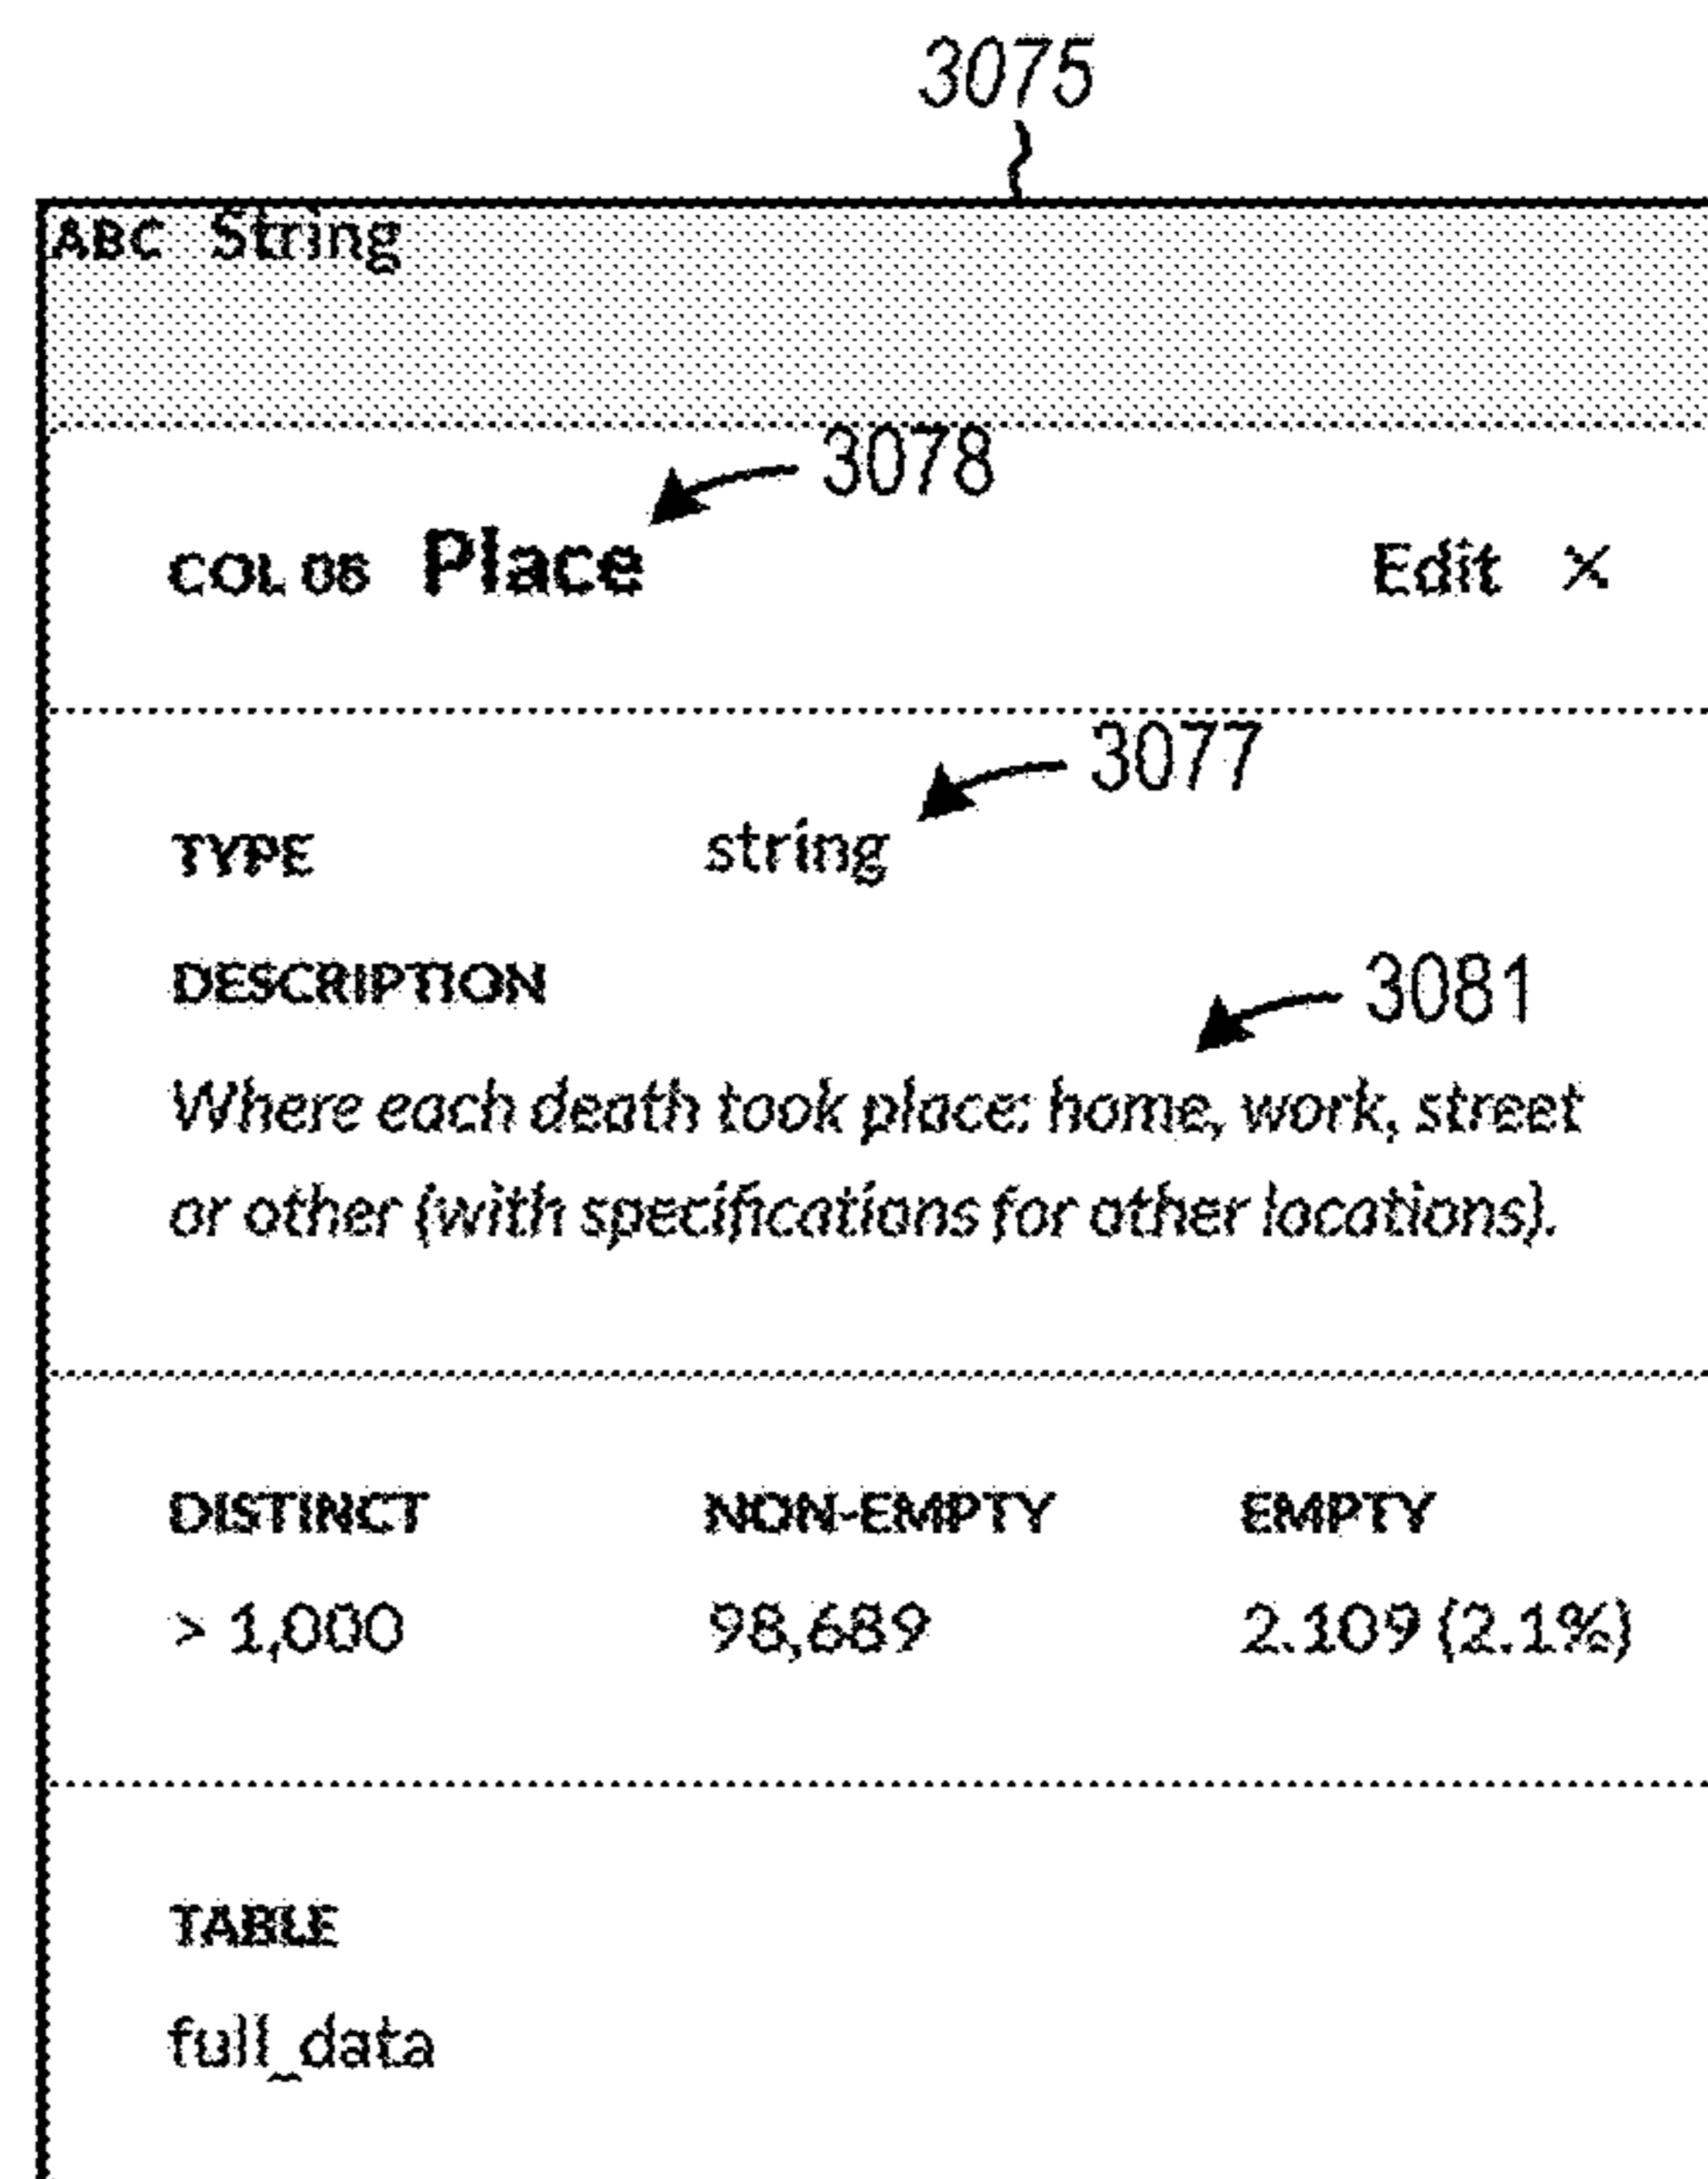 3075
ABC String
3078
COL 06 Place Edit X
3077
TYPE string
DESCRIPTION 3081
Where each death took place: home, work, street
or other (with specifications for other locations).
DISTINCT NON-EMPTY EMPTY
> 1,000 98,689 2.109 (2.1%)
TABLE
full_data